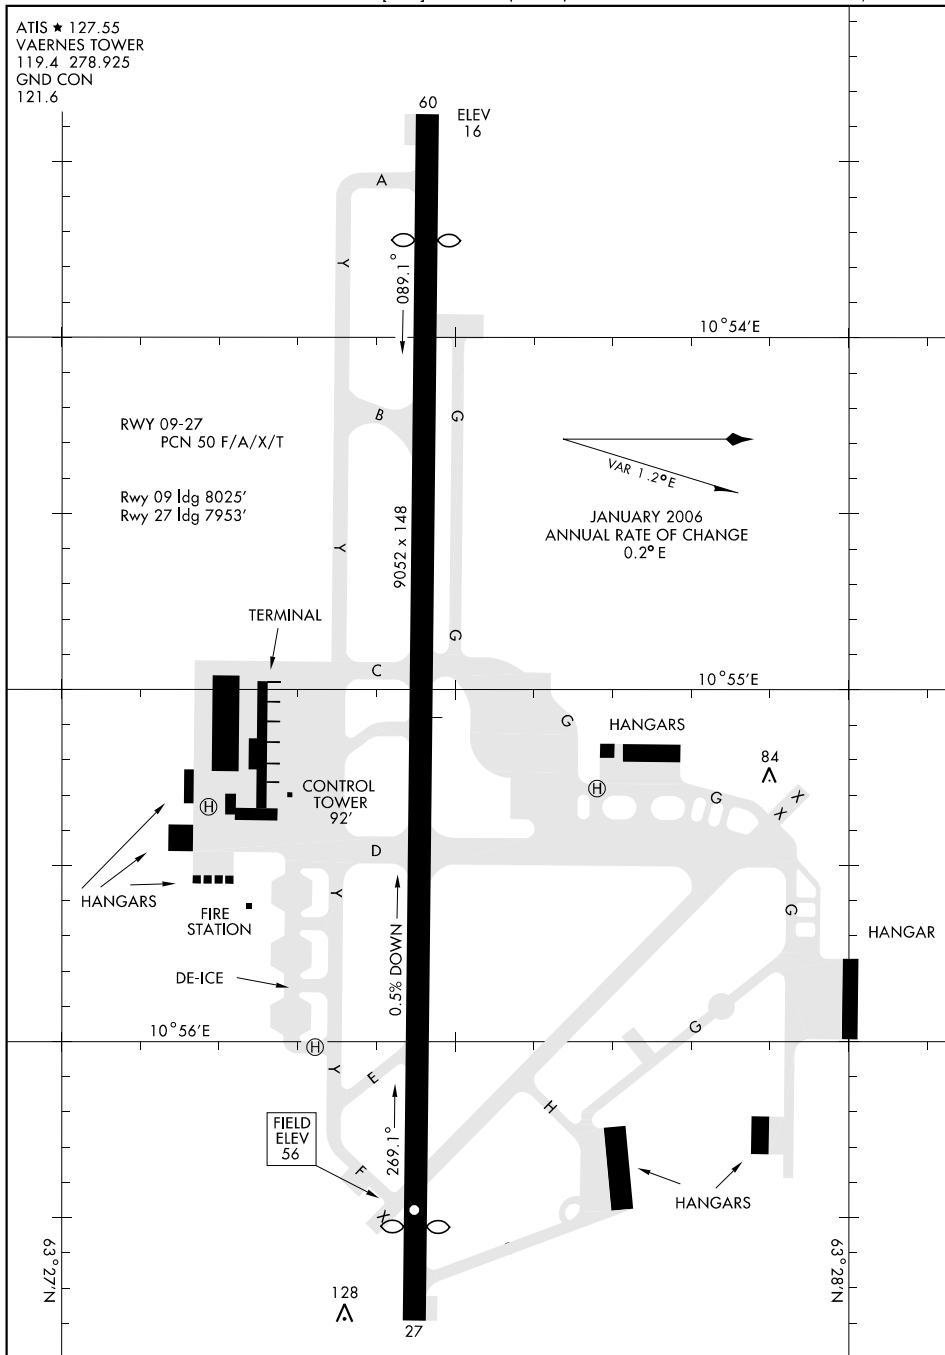 ATIS ★ 127.55
VAERNES TOWER
119.4 278.925
GND CON
121.6
09
ELEV
16
A
Y
089.1°
10°54'E
RWY 09-27
PCN 50 F/A/X/T
Rwy 09 ldg 8025'
Rwy 27 ldg 7953'
B
G
VAR 1.2°E
JANUARY 2006
ANNUAL RATE OF CHANGE
0.2° E
9052 x 148
Y
TERMINAL
G
C
10°55'E
G
HANGARS
84
H
G
X
X
CONTROL
TOWER
92'
H
D
HANGARS
FIRE
STATION
Y
G
HANGAR
0.5% DOWN
DE-ICE
10°56'E
G
H
Y
E
H
FIELD
ELEV
56
269.1°
F
X
HANGARS
63°27'N
63°28'N
128
27